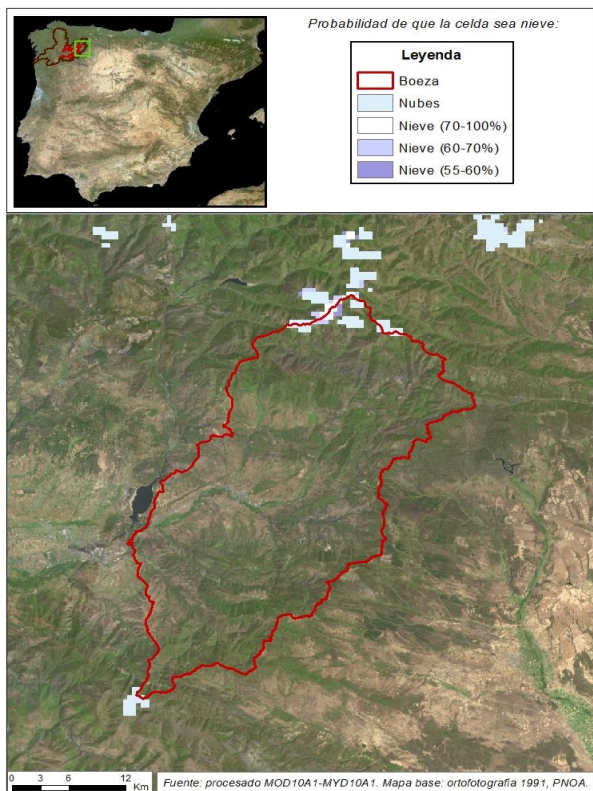 Probabilidad de que la celda sea nieve:
Leyenda
Boeza
Nubes
Nieve (70-100%)
Nieve (60-70%)
Nieve (55-60%)
0 3 6 12
Km
Fuente: procesado MOD10A1-MYD10A1. Mapa base: ortofotografía 1991, PNOA.